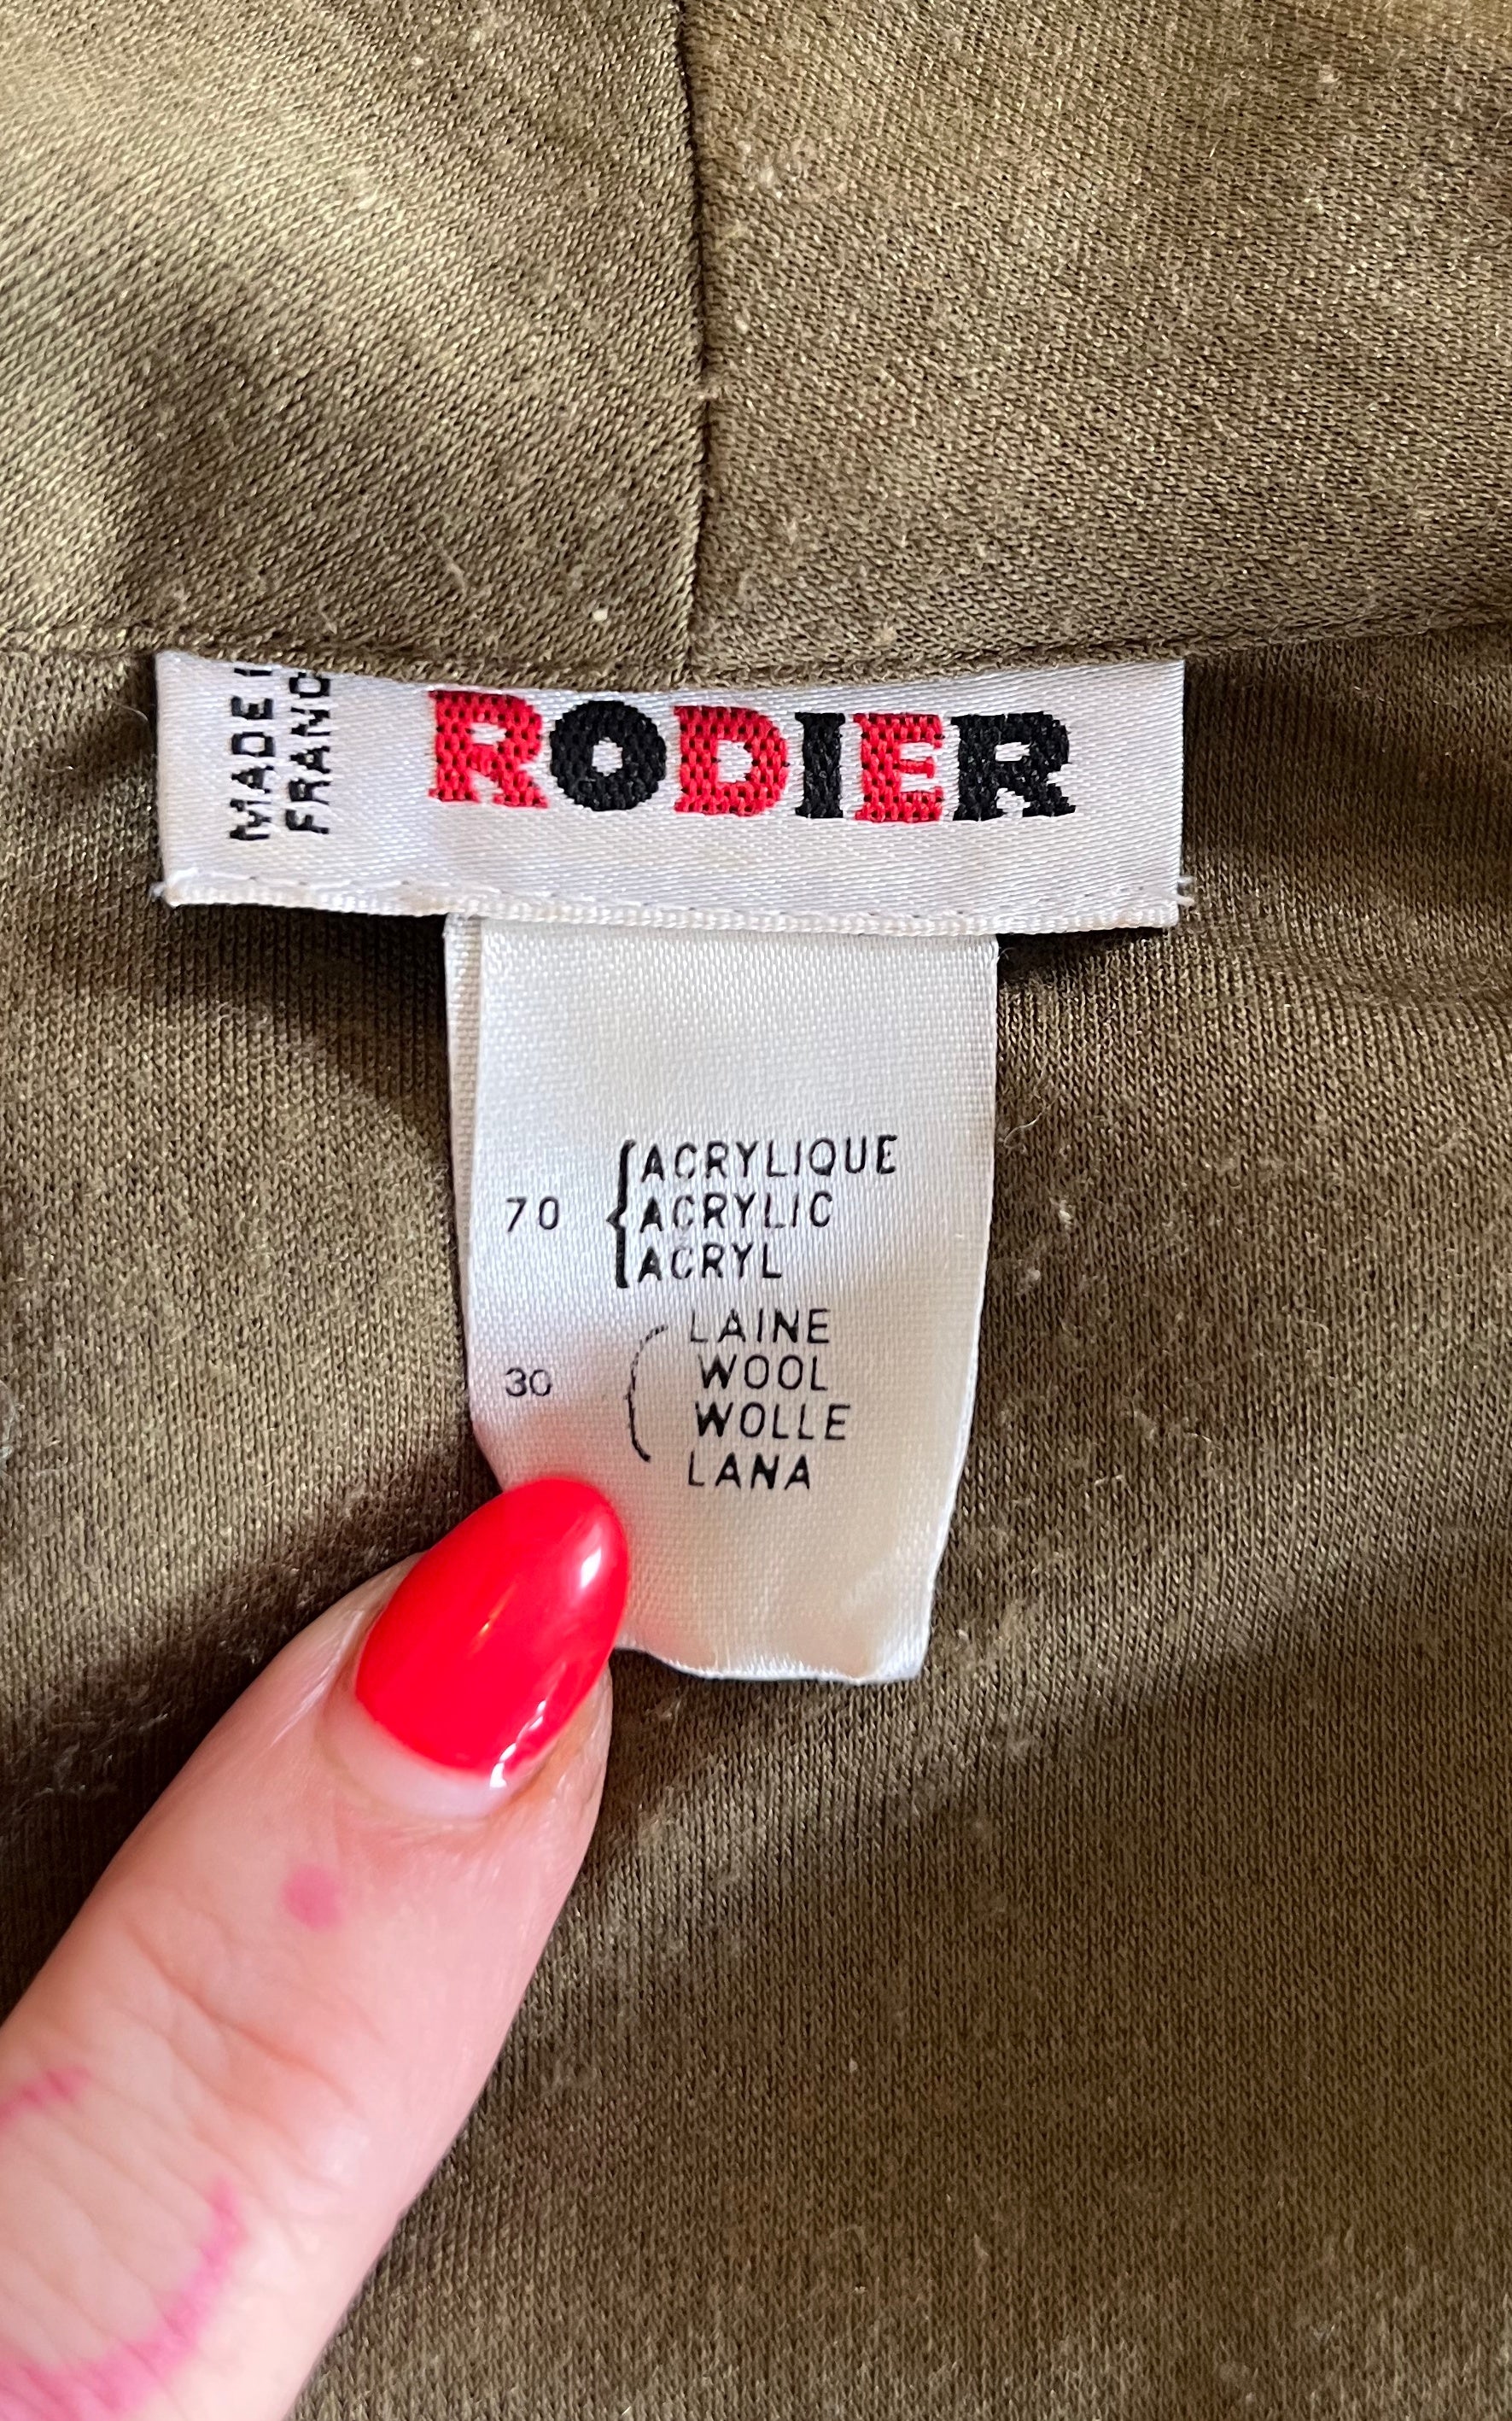 MADE I
FRANC
RODIER
70 { ACRYLIQUE
ACRYLIC
ACRYL
30 ( LAINE
WOOL
WOLLE
LANA